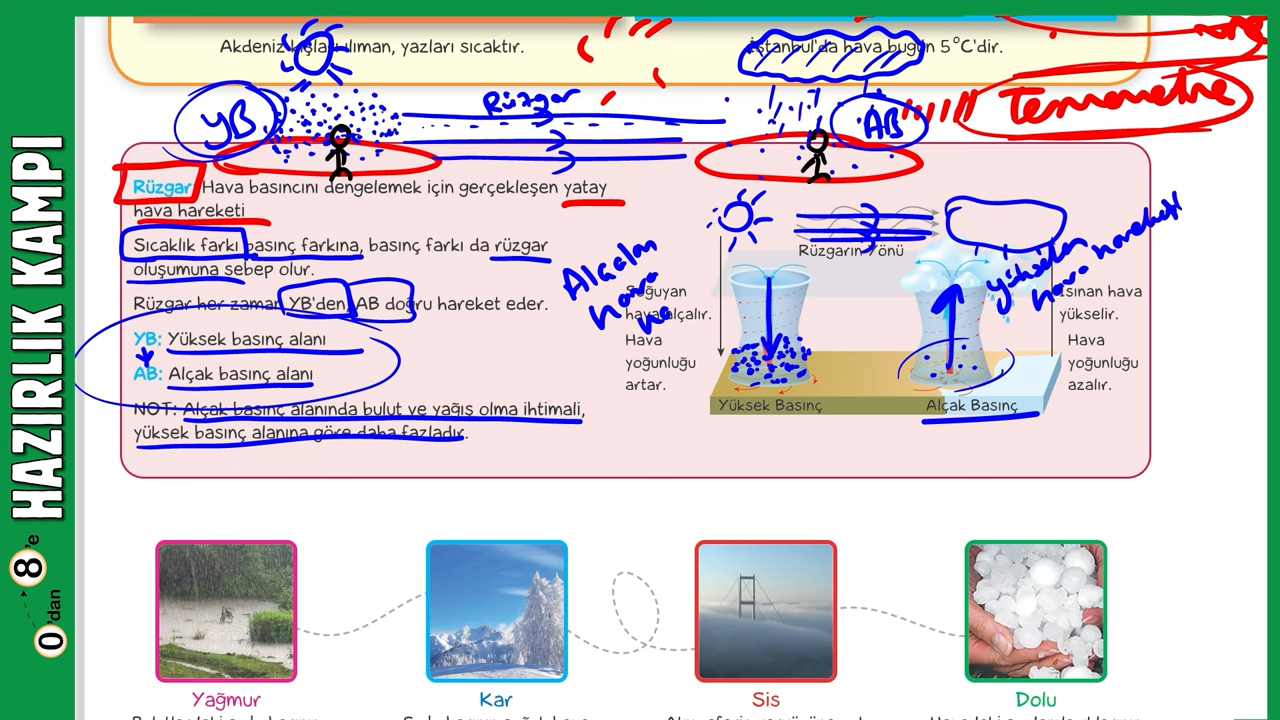 0'dan 8'e HAZIRLIK KAMPI
Akdeniz kışları ılıman, yazları sıcaktır.
İstanbul'da hava bugün 5 °C'dir.
Termometre
YB
Rüzgar
AB
Rüzgar: Hava basıncını dengelemek için gerçekleşen yatay
hava hareketi
Sıcaklık farkı basınç farkına, basınç farkı da rüzgar
oluşumuna sebep olur.
Rüzgar her zaman YB'den AB doğru hareket eder.
YB: Yüksek basınç alanı
AB: Alçak basınç alanı
NOT: Alçak basınç alanında bulut ve yağış olma ihtimali,
yüksek basınç alanına göre daha fazladır.
Rüzgarın Yönü
Alçalan
hava
ha
Soğuyan
hava alçalır.
Hava
yoğunluğu
artar.
yükselen
hava hareketi
Isınan hava
yükselir.
Hava
yoğunluğu
azalır.
Yüksek Basınç
Alçak Basınç
Yağmur
Kar
Sis
Dolu